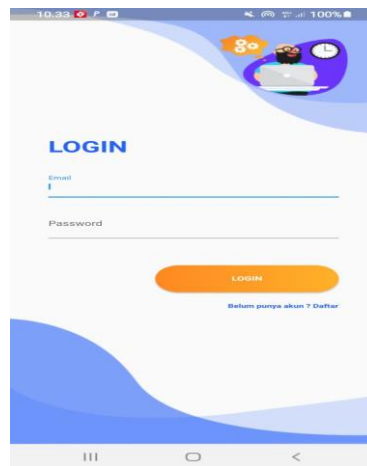 10.33 P 100%
LOGIN
Email
Password
LOGIN
Belum punya akun ? Daftar